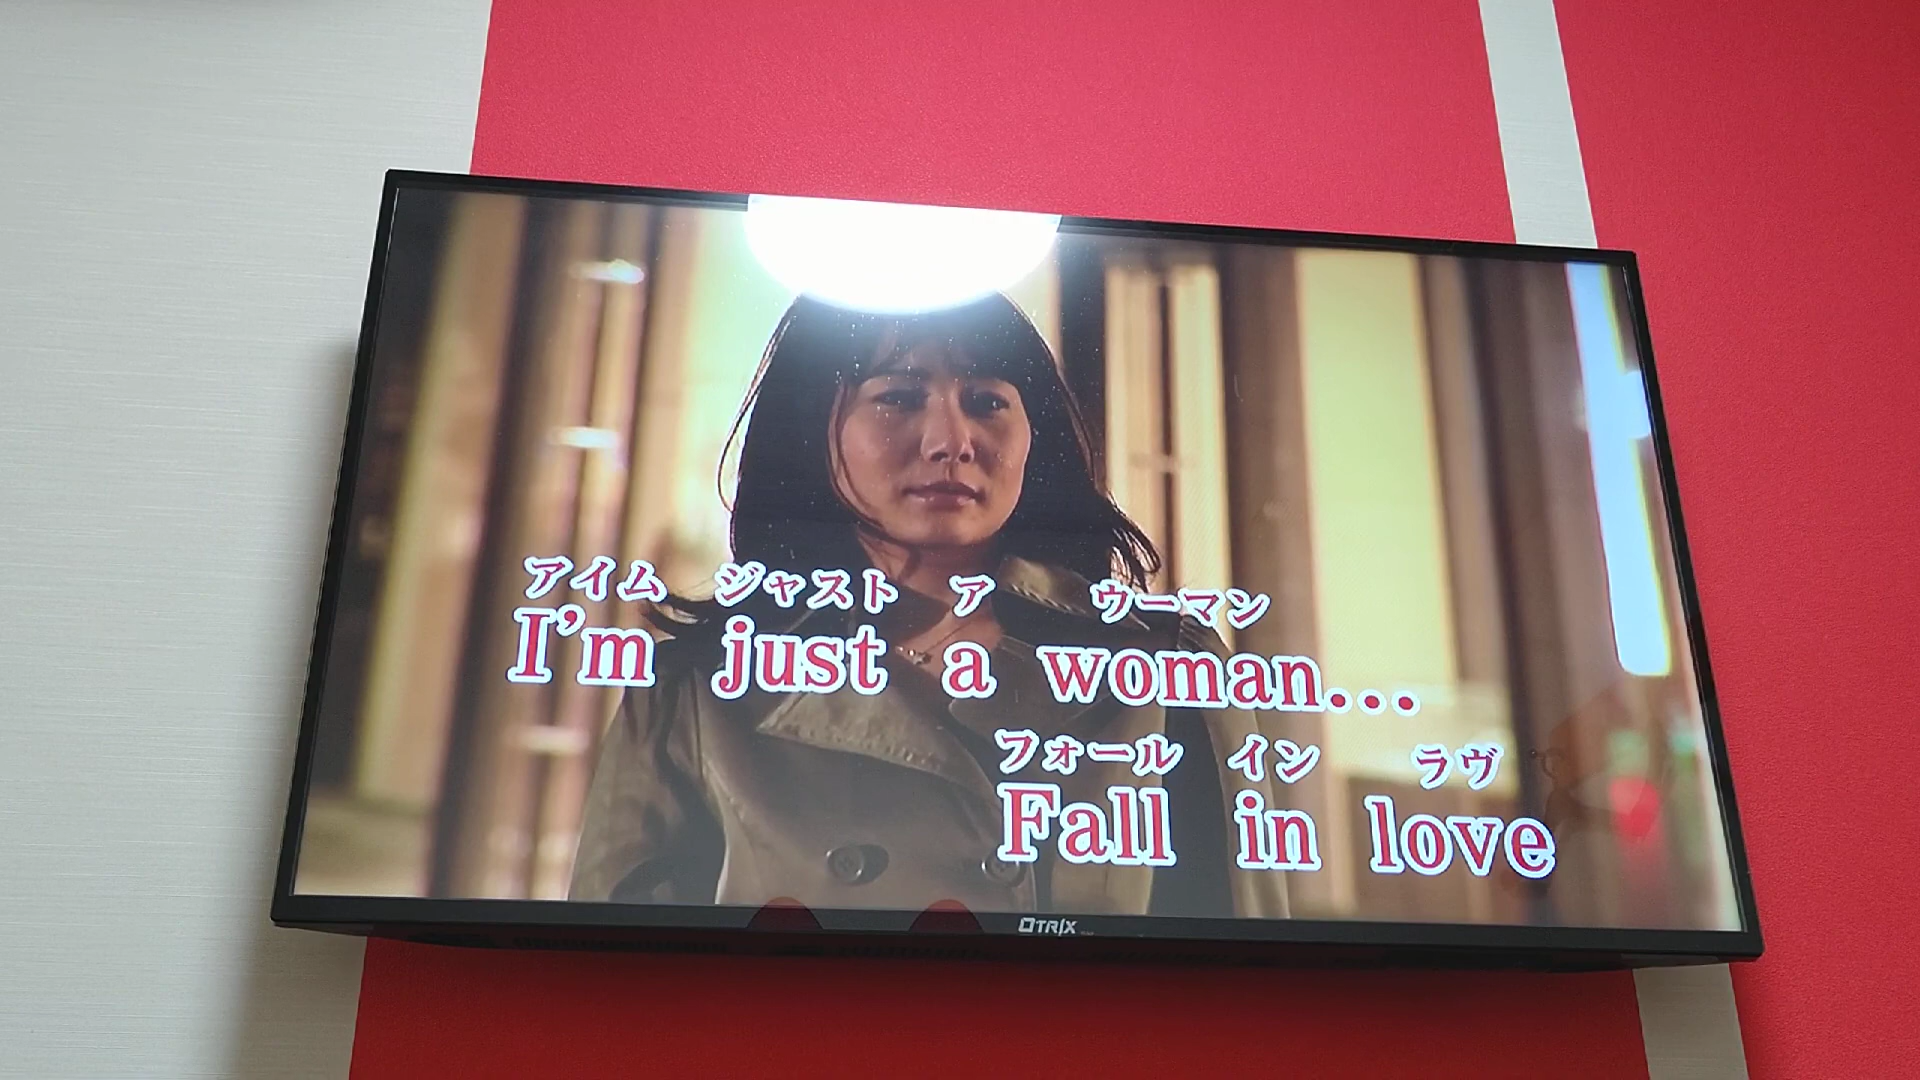 アイム ジャスト ア ウーマン
I'm just a woman...
フォール イン ラヴ
Fall in love
QTRIX